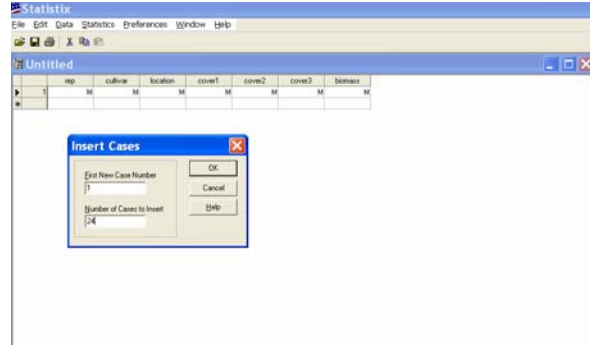 Statistix
File Edit Data Statistics Preferences Window Help
Untitled
rep cultivar location cover1 cover2 cover3 biomass
1 M M M M M M M
Insert Cases
First New Case Number
1
Number of Cases to Insert
24
OK
Cancel
Help